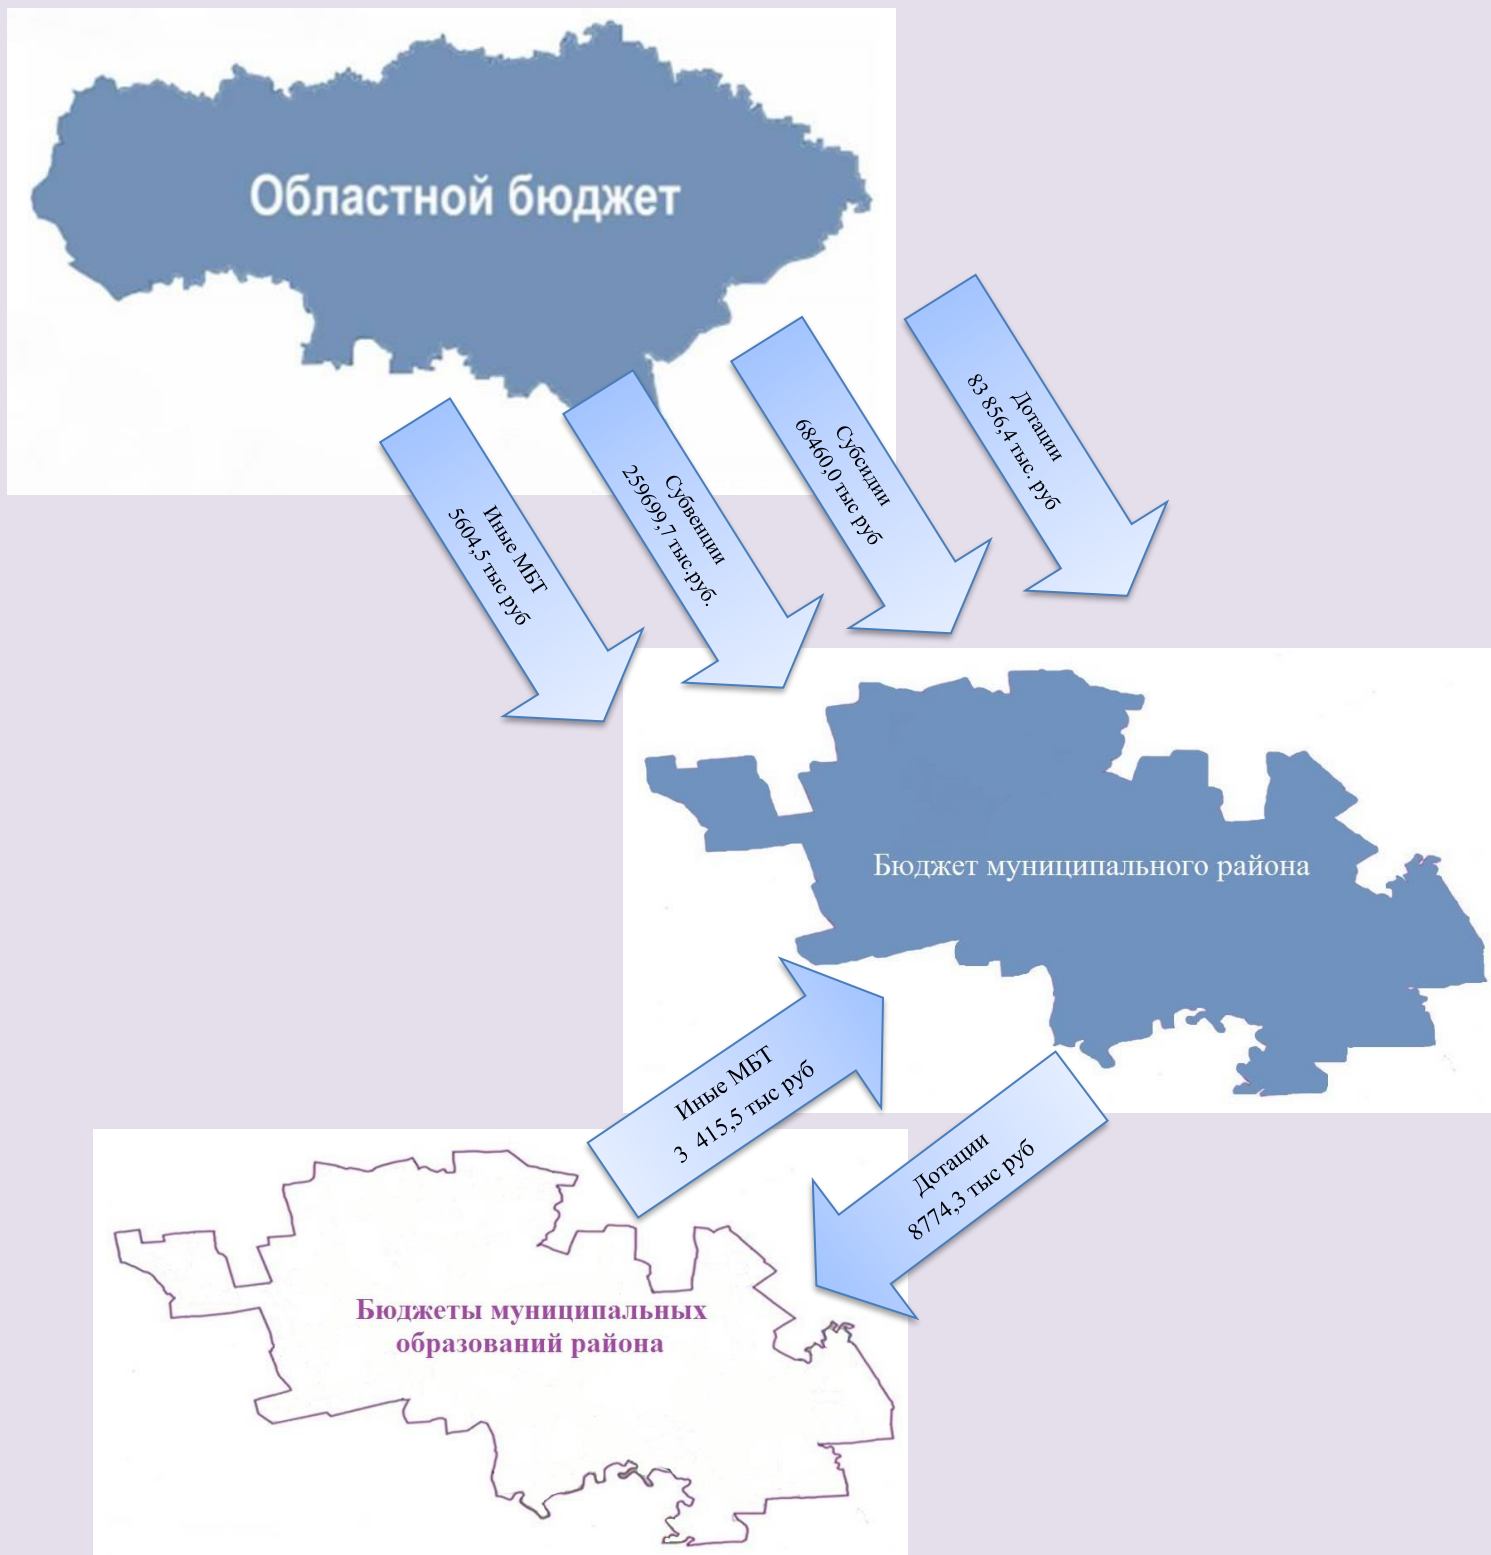 Областной бюджет
Дотации
83 856,4 тыс. руб
Субсидии
68460,0 тыс руб
Субвенции
259699,7 тыс.руб.
Иные МБТ
5604,5 тыс руб
Бюджет муниципального района
Иные МБТ
3 415,5 тыс руб
Дотации
8774,3 тыс руб
Бюджеты муниципальных
образований района